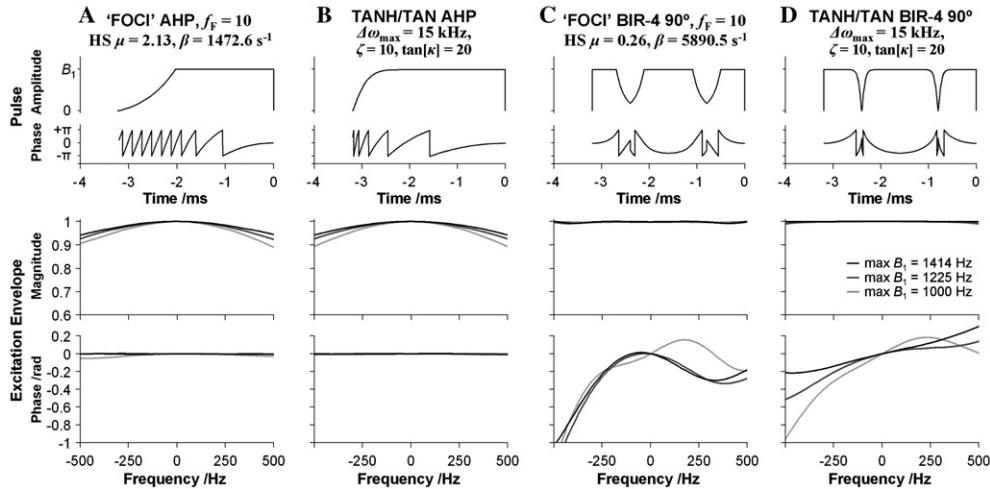 A 'FOCI' AHP, fF = 10
HS μ = 2.13, β = 1472.6 s-1
B TANH/TAN AHP
Δωmax = 15 kHz,
ζ = 10, tan[κ] = 20
C 'FOCI' BIR-4 90º, fF = 10
HS μ = 0.26, β = 5890.5 s-1
D TANH/TAN BIR-4 90º
Δωmax = 15 kHz,
ζ = 10, tan[κ] = 20
Pulse
Amplitude
B1
0
Phase
+π
0
-π
-4 -3 -2 -1 0
Time /ms
-4 -3 -2 -1 0
Time /ms
-4 -3 -2 -1 0
Time /ms
-4 -3 -2 -1 0
Time /ms
Excitation Envelope
Magnitude
1
0.9
0.8
0.7
0.6
max B1 = 1414 Hz
max B1 = 1225 Hz
max B1 = 1000 Hz
Phase /rad
0.2
0
-0.2
-0.4
-0.6
-0.8
-1
-500 -250 0 250 500
Frequency /Hz
-250 0 250 500
Frequency /Hz
-250 0 250 500
Frequency /Hz
-250 0 250 500
Frequency /Hz